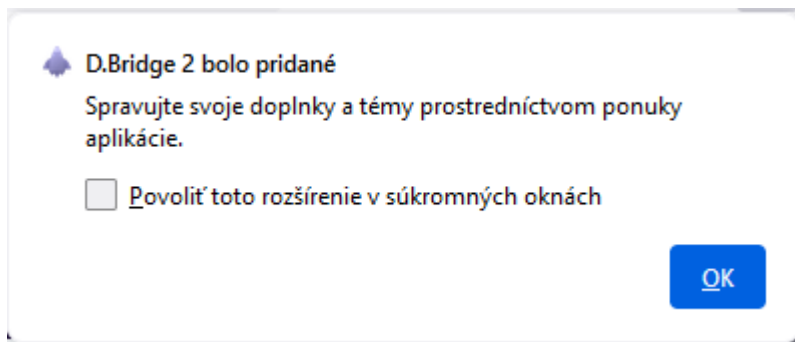 D.Bridge 2 bolo pridané
Spravujte svoje doplnky a témy prostredníctvom ponuky
aplikácie.
Povoliť toto rozšírenie v súkromných oknách
OK